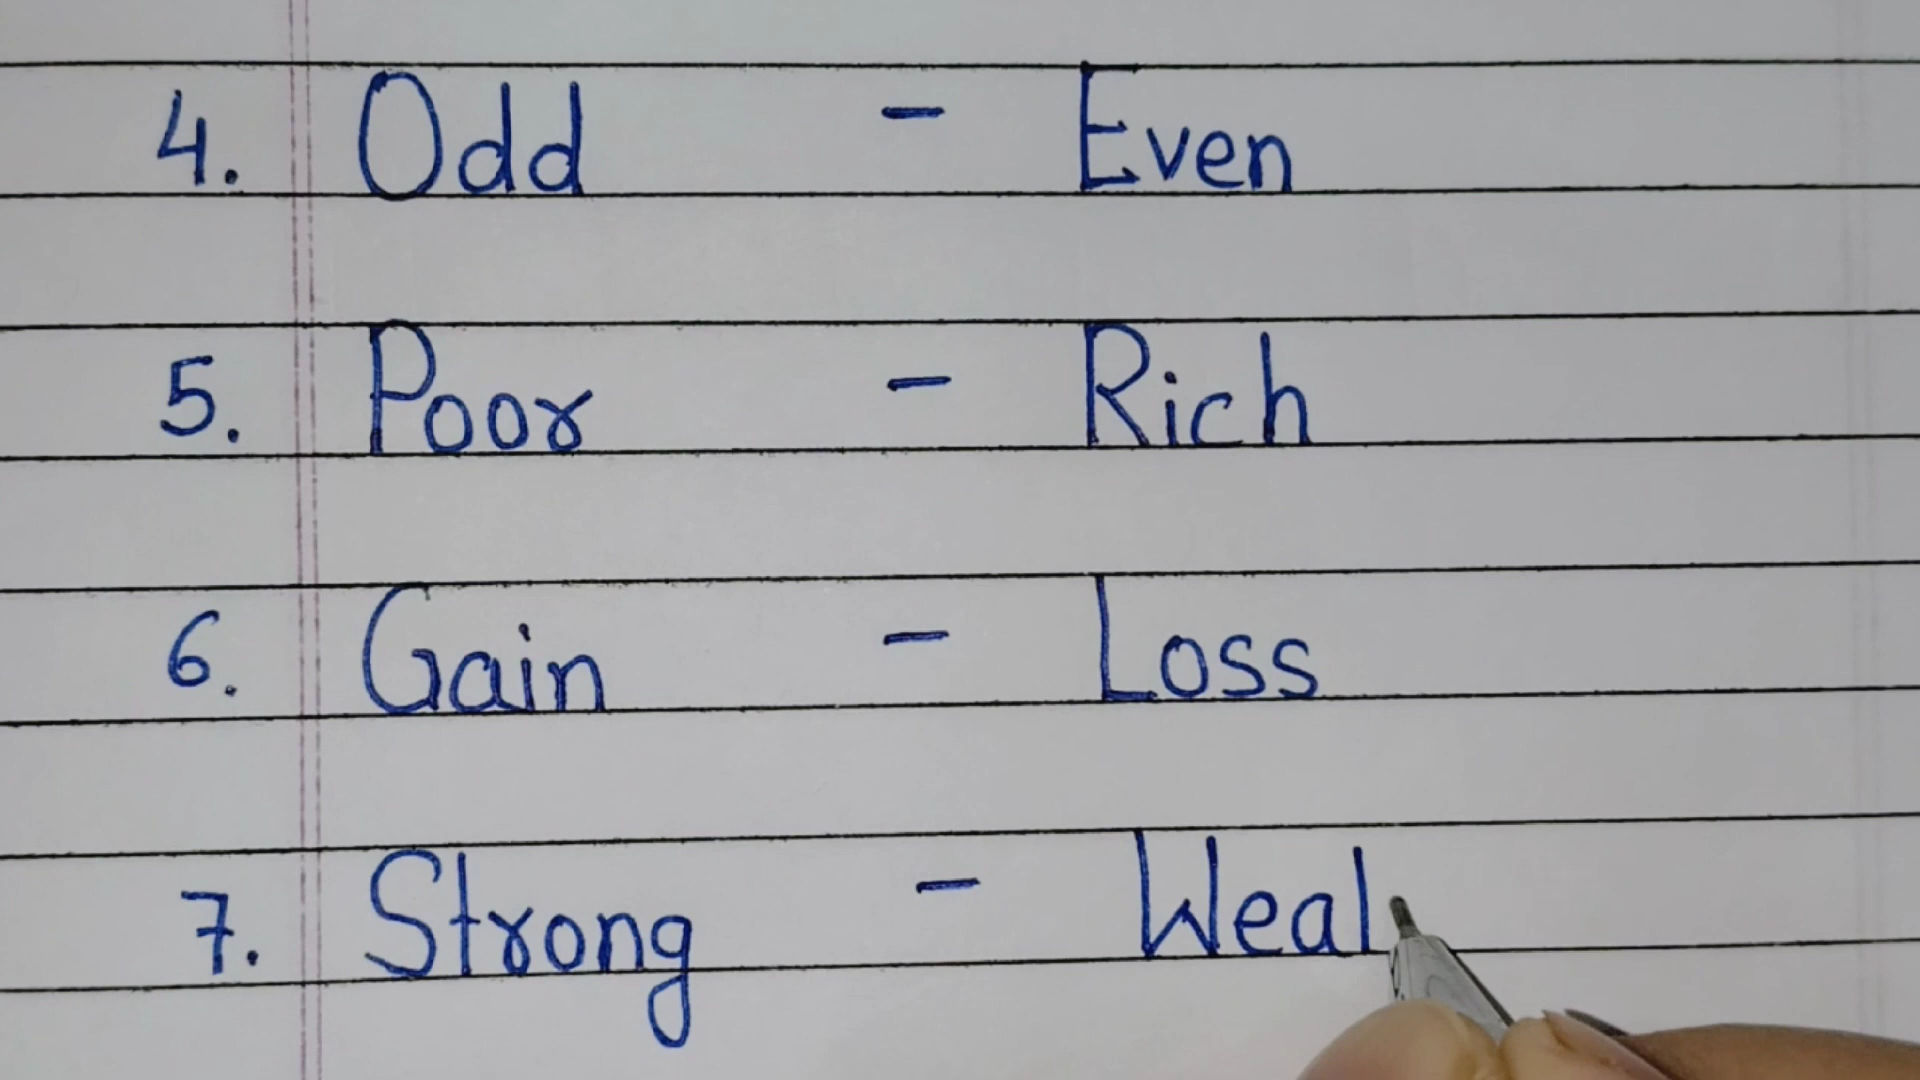 4. Odd - Even
5. Poor - Rich
6. Gain - Loss
7. Strong - Weal